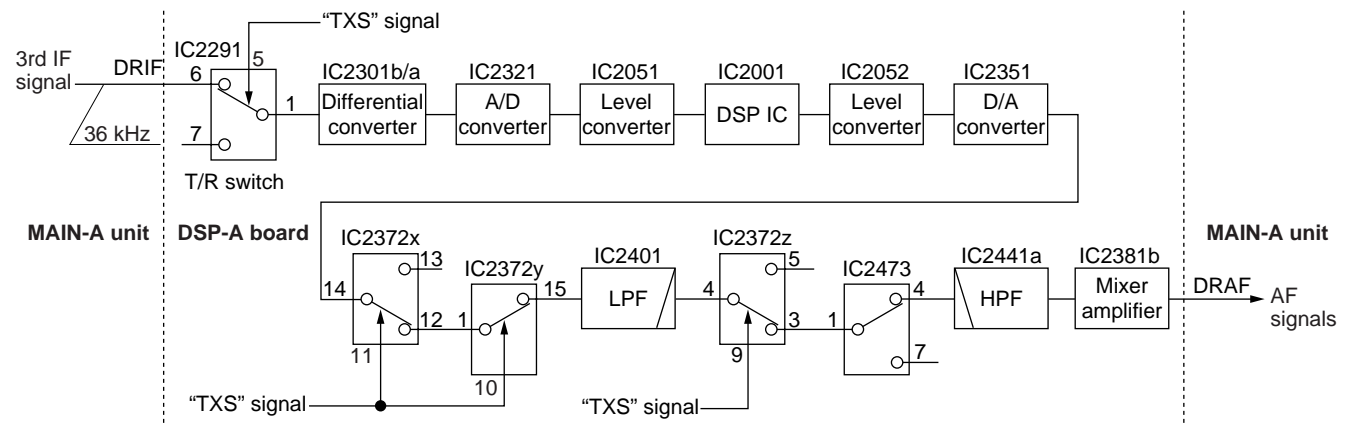 “TXS” signal
3rd IF
signal
DRIF
36 kHz
IC2291
5
6
1
7
T/R switch
IC2301b/a
Differential
converter
IC2321
A/D
converter
IC2051
Level
converter
IC2001
DSP IC
IC2052
Level
converter
IC2351
D/A
converter
MAIN-A unit
DSP-A board
MAIN-A unit
IC2372x
13
14
12
11
IC2372y
15
1
10
“TXS” signal
IC2401
LPF
IC2372z
5
4
3
9
“TXS” signal
IC2473
4
1
7
IC2441a
HPF
IC2381b
Mixer
amplifier
DRAF
AF
signals